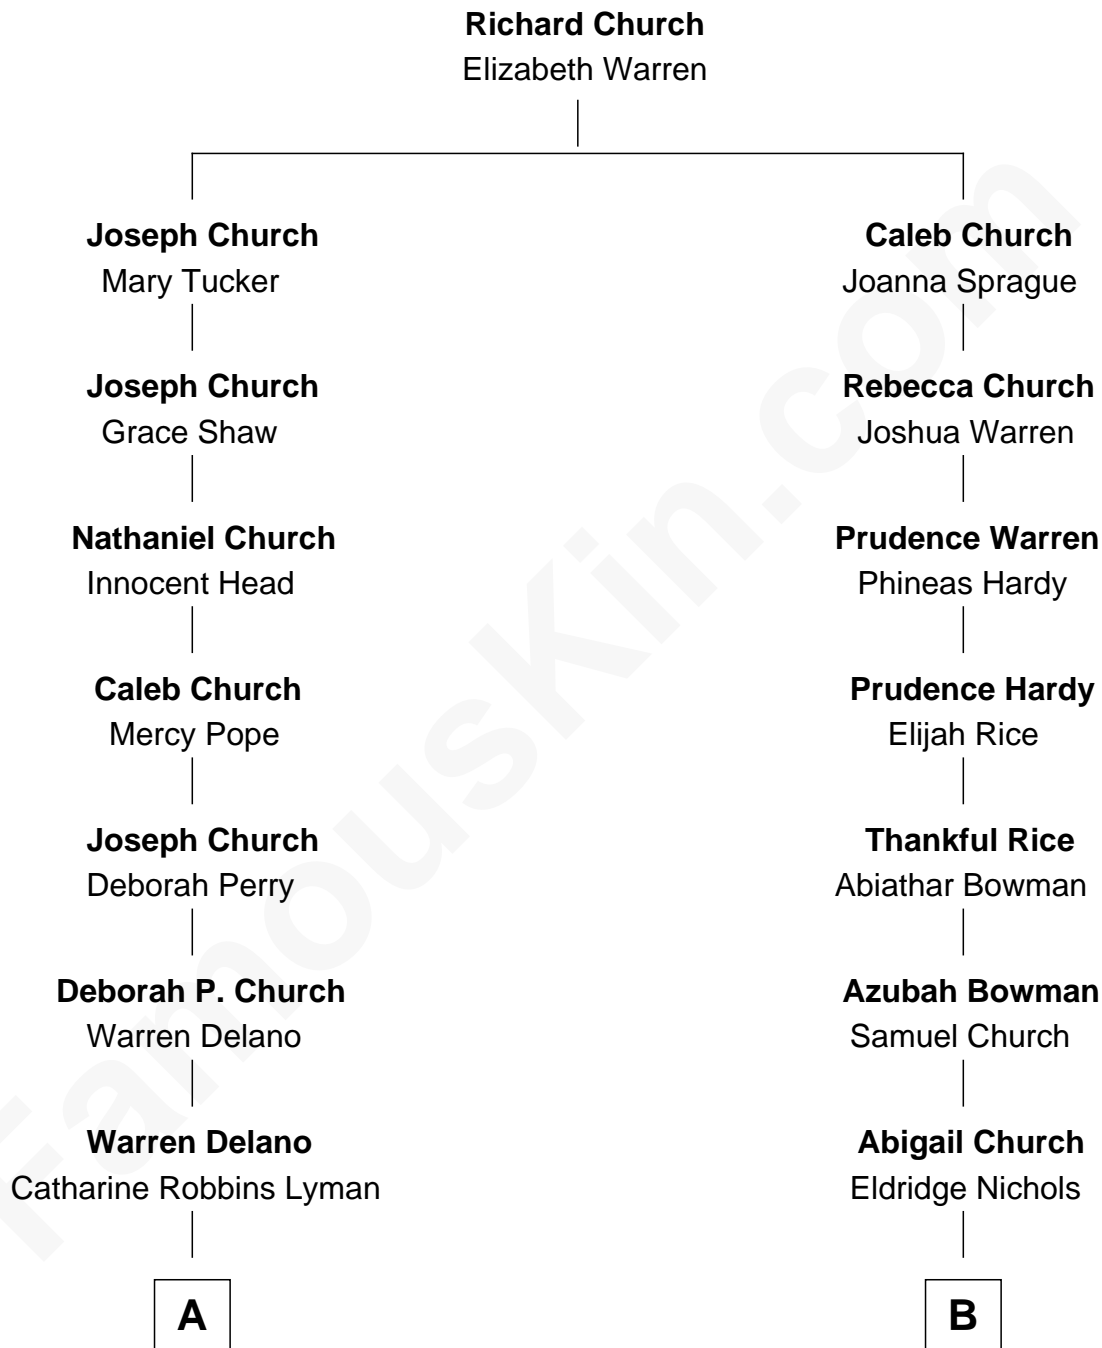 Richard Church
Elizabeth Warren
Joseph Church
Mary Tucker
Caleb Church
Joanna Sprague
Joseph Church
Grace Shaw
Rebecca Church
Joshua Warren
Nathaniel Church
Innocent Head
Prudence Warren
Phineas Hardy
Caleb Church
Mercy Pope
Prudence Hardy
Elijah Rice
Joseph Church
Deborah Perry
Thankful Rice
Abiathar Bowman
Deborah P. Church
Warren Delano
Azubah Bowman
Samuel Church
Warren Delano
Catharine Robbins Lyman
Abigail Church
Eldridge Nichols
A
B
FamousKin.com